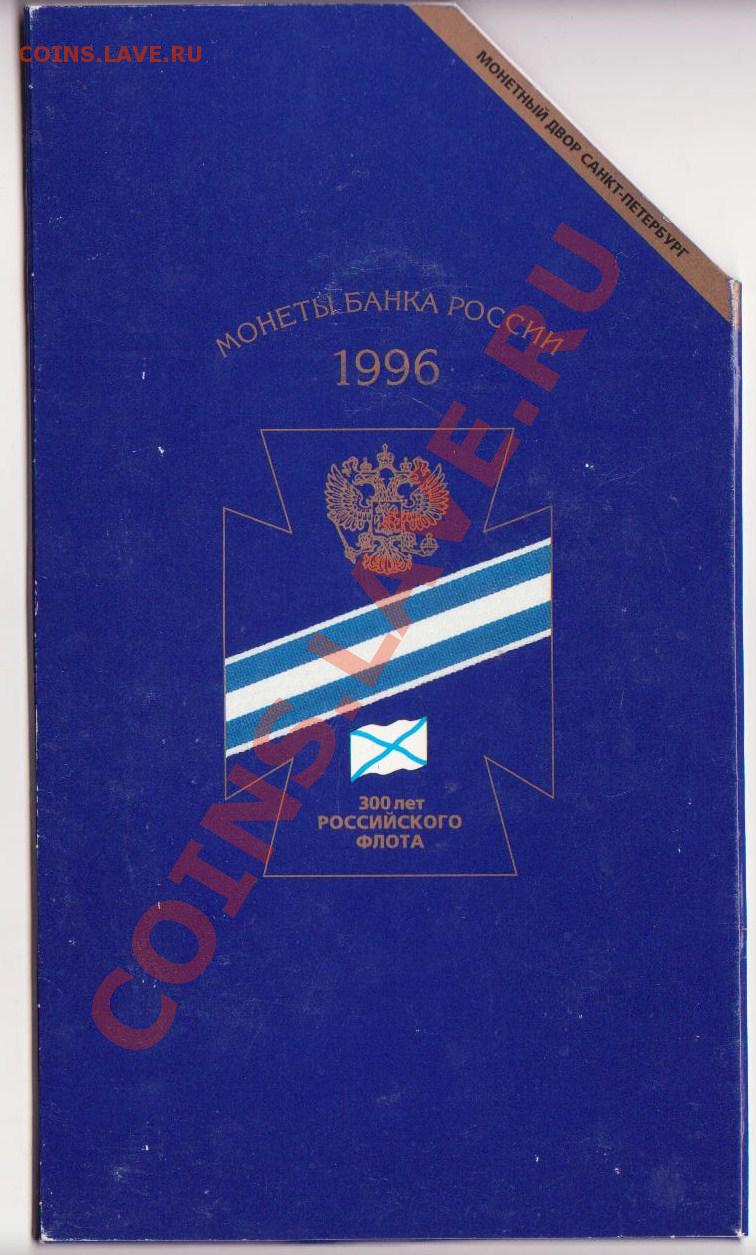 COINS.LAVE.RU
МОНЕТНЫЙ ДВОР САНКТ-ПЕТЕРБУРГ
МОНЕТЫ БАНКА РОССИИ
1996
300 лет
РОССИЙСКОГО
ФЛОТА
COINS.LAVE.RU